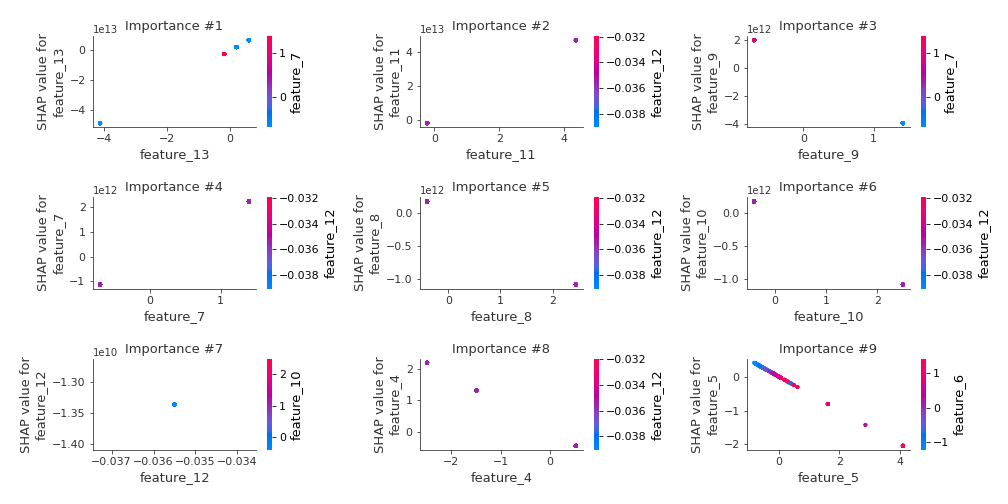 Importance #1
1e13
0
−2
−4
−4
−2
0
SHAP value for
feature_13
feature_13
1
0
feature_7
Importance #2
1e13
4
2
0
0
2
4
SHAP value for
feature_11
feature_11
−0.032
−0.034
−0.036
−0.038
feature_12
Importance #3
1e12
2
0
−2
−4
0
1
SHAP value for
feature_9
feature_9
1
0
feature_7
Importance #4
1e12
2
1
0
−1
0
1
SHAP value for
feature_7
feature_7
−0.032
−0.034
−0.036
−0.038
feature_12
Importance #5
1e12
0.0
−0.5
−1.0
0
1
2
SHAP value for
feature_8
feature_8
−0.032
−0.034
−0.036
−0.038
feature_12
Importance #6
1e12
0.0
−0.5
−1.0
0
1
2
SHAP value for
feature_10
feature_10
−0.032
−0.034
−0.036
−0.038
feature_12
Importance #7
1e10
−1.30
−1.35
−1.40
−0.037
−0.036
−0.035
−0.034
SHAP value for
feature_12
feature_12
2
1
0
feature_10
Importance #8
2
1
0
−2
−1
0
SHAP value for
feature_4
feature_4
−0.032
−0.034
−0.036
−0.038
feature_12
Importance #9
0
−1
−2
0
2
4
SHAP value for
feature_5
feature_5
1
0
−1
feature_6